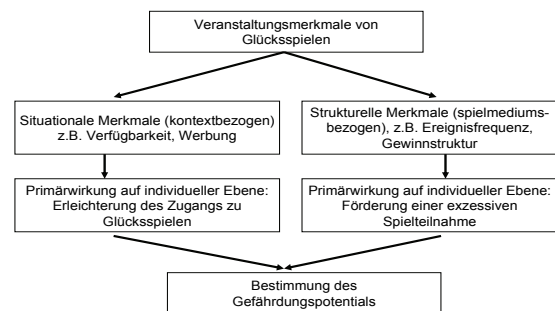 Veranstaltungsmerkmale von
Glücksspielen
Situationale Merkmale (kontextbezogen)
z.B. Verfügbarkeit, Werbung
Strukturelle Merkmale (spielmediums-
bezogen), z.B. Ereignisfrequenz,
Gewinnstruktur
Primärwirkung auf individueller Ebene:
Erleichterung des Zugangs zu
Glücksspielen
Primärwirkung auf individueller Ebene:
Förderung einer exzessiven
Spielteilnahme
Bestimmung des
Gefährdungspotentials